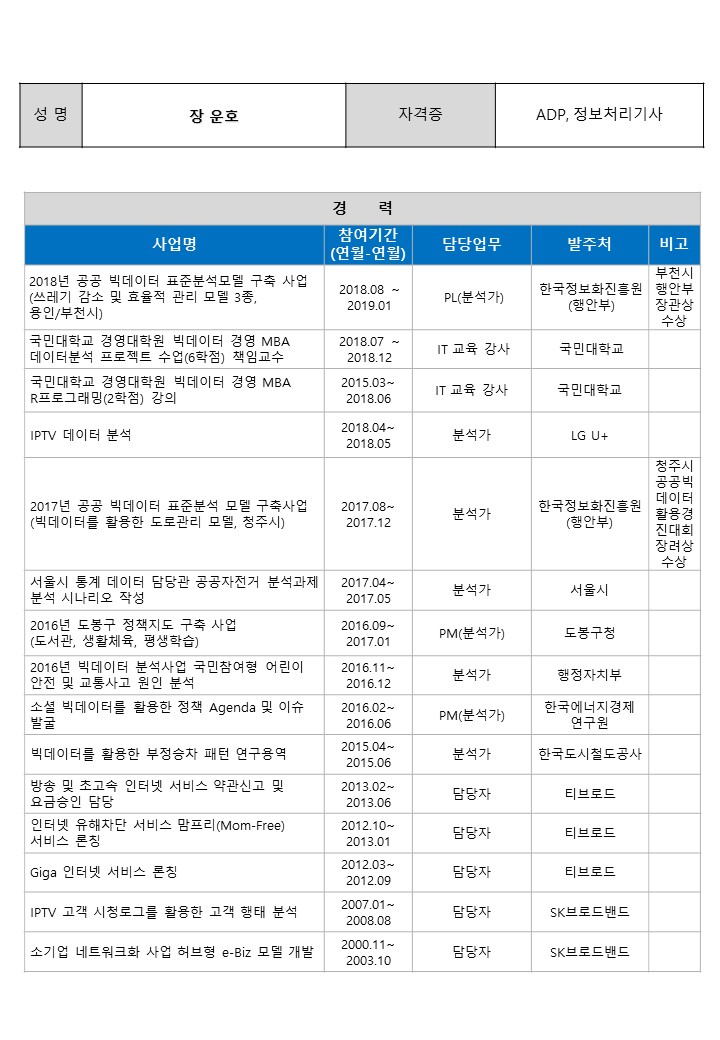 성 명
장 운호
자격증
ADP, 정보처리기사
경 력
사업명
참여기간
(연월-연월)
담당업무
발주처
비고
2018년 공공 빅데이터 표준분석모델 구축 사업
(쓰레기 감소 및 효율적 관리 모델 3종,
용인/부천시)
2018.08 ~
2019.01
PL(분석가)
한국정보화진흥원
(행안부)
부천시
행안부
장관상
수상
국민대학교 경영대학원 빅데이터 경영 MBA
데이터분석 프로젝트 수업(6학점) 책임교수
2018.07 ~
2018.12
IT 교육 강사
국민대학교
국민대학교 경영대학원 빅데이터 경영 MBA
R프로그래밍(2학점) 강의
2015.03~
2018.06
IT 교육 강사
국민대학교
IPTV 데이터 분석
2018.04~
2018.05
분석가
LG U+
2017년 공공 빅데이터 표준분석 모델 구축사업
(빅데이터를 활용한 도로관리 모델, 청주시)
2017.08~
2017.12
분석가
한국정보화진흥원
(행안부)
청주시
공공빅
데이터
활용경
진대회
장려상
수상
서울시 통계 데이터 담당관 공공자전거 분석과제
분석 시나리오 작성
2017.04~
2017.05
분석가
서울시
2016년 도봉구 정책지도 구축 사업
(도서관, 생활체육, 평생학습)
2016.09~
2017.01
PM(분석가)
도봉구청
2016년 빅데이터 분석사업 국민참여형 어린이
안전 및 교통사고 원인 분석
2016.11~
2016.12
분석가
행정자치부
소셜 빅데이터를 활용한 정책 Agenda 및 이슈
발굴
2016.02~
2016.06
PM(분석가)
한국에너지경제
연구원
빅데이터를 활용한 부정승차 패턴 연구용역
2015.04~
2015.06
분석가
한국도시철도공사
방송 및 초고속 인터넷 서비스 약관신고 및
요금승인 담당
2013.02~
2013.06
담당자
티브로드
인터넷 유해차단 서비스 맘프리(Mom-Free)
서비스 론칭
2012.10~
2013.01
담당자
티브로드
Giga 인터넷 서비스 론칭
2012.03~
2012.09
담당자
티브로드
IPTV 고객 시청로그를 활용한 고객 행태 분석
2007.01~
2008.08
담당자
SK브로드밴드
소기업 네트워크화 사업 허브형 e-Biz 모델 개발
2000.11~
2003.10
담당자
SK브로드밴드